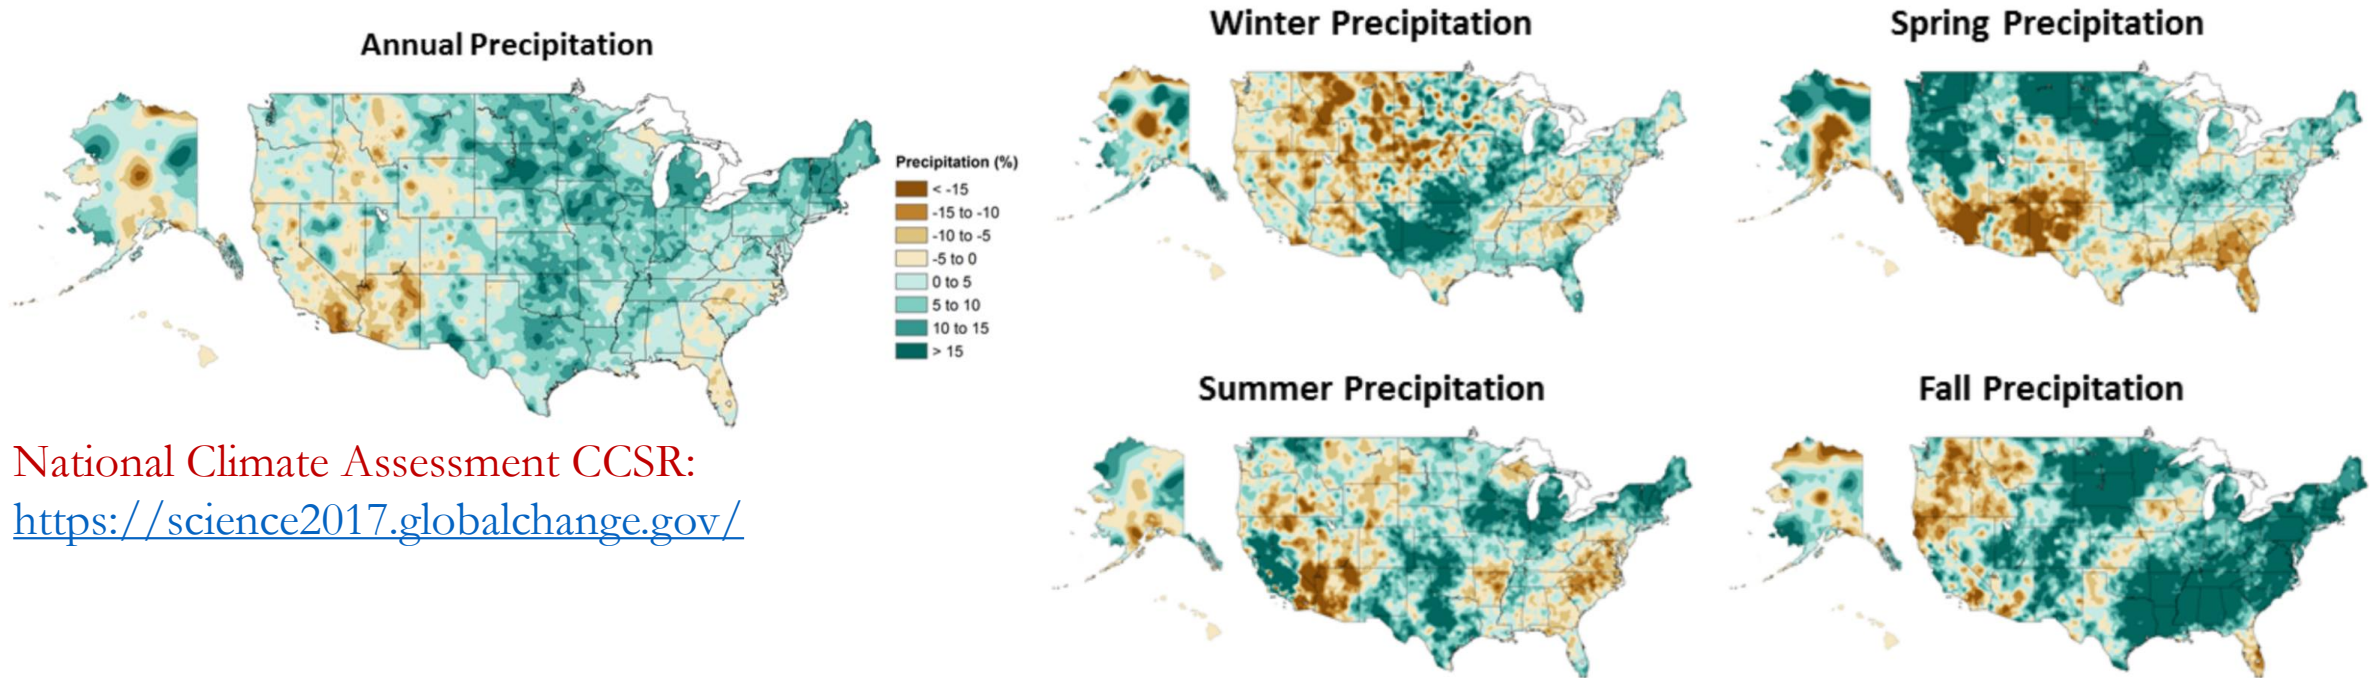 Annual Precipitation
Precipitation (%)
< -15
-15 to -10
-10 to -5
-5 to 0
0 to 5
5 to 10
10 to 15
> 15
National Climate Assessment CCSR:
https://science2017.globalchange.gov/
Winter Precipitation
Spring Precipitation
Summer Precipitation
Fall Precipitation